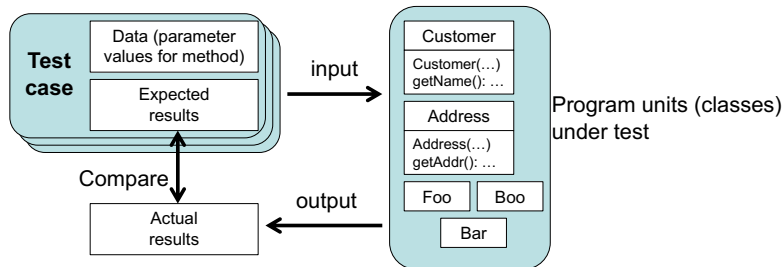 Test
case
Data (parameter
values for method)
Expected
results
Compare
Actual
results
input
output
Customer
Customer(…)
getName(): …
Address
Address(…)
getAddr(): …
Foo
Boo
Bar
Program units (classes)
under test